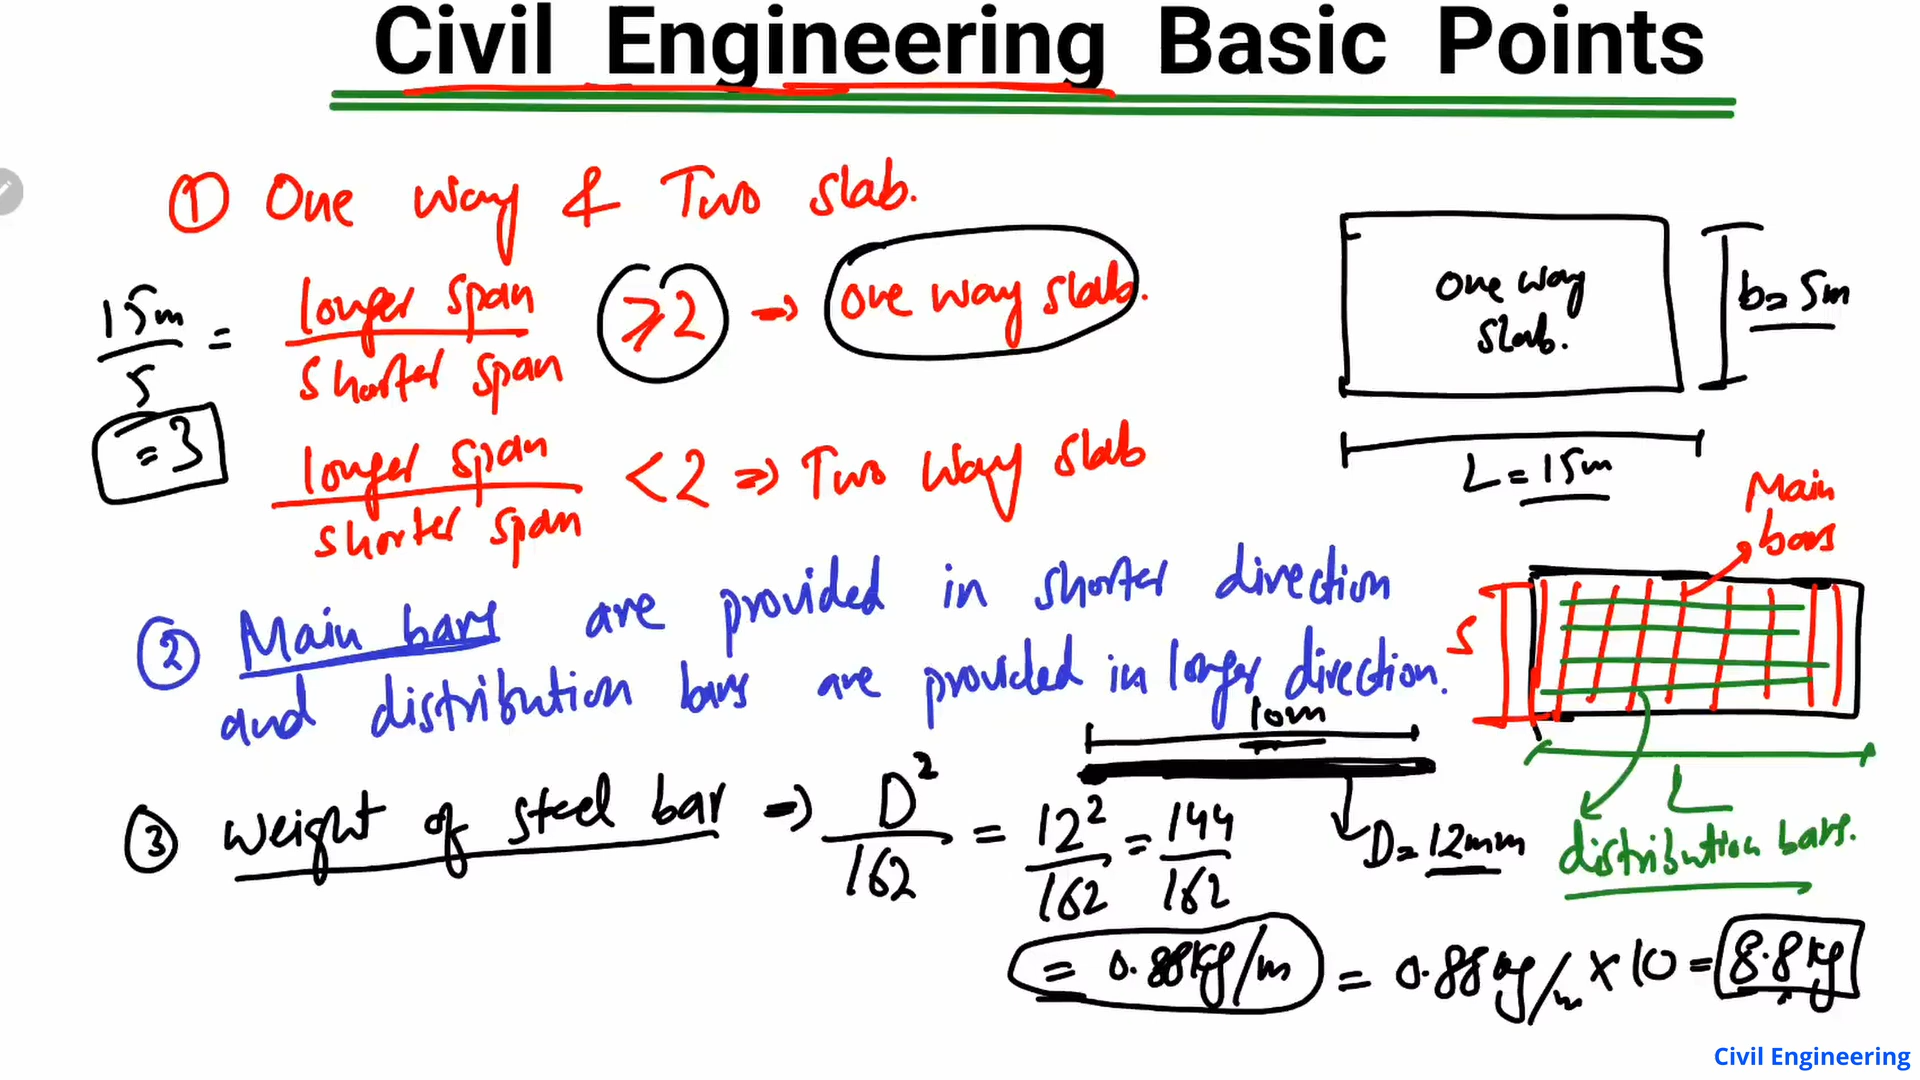 Civil Engineering Basic Points
① One way & Two slab.
15m/5 = longer span/shorter span ⩾2 → one way slab.
= 3
longer span/shorter span <2 ⇒ Two way slab
one way
slab.
b= 5m
L = 15m
② Main bars are provided in shorter direction
and distribution bars are provided in longer direction.
Main
bars
S
L
distribution bars.
10m
D= 12mm
③ weight of steel bar ⇒ D²/162 = 12²/162 = 144/162
= 0.88kg/m = 0.88kg/m × 10 = 8.8kg
Civil Engineering